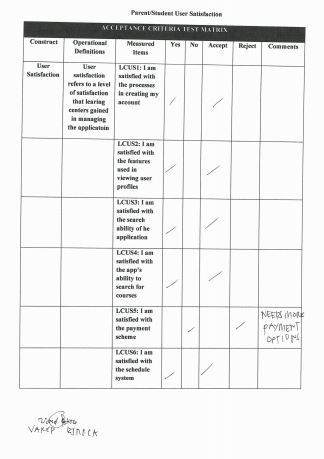 Parent/Student User Satisfaction
ACCEPTANCE CRITERIA TEST MATRIX
Construct Operational Definitions Measured Items Yes No Accept Reject Comments
User Satisfaction
User satisfaction refers to a level of satisfaction that learing centers gained in managing the applicatoin
LCUS1: I am
satisfied with
the processes
in creating my
account
LCUS2: I am
satisfied with
the features
used in
viewing user
profiles
LCUS3: I am
satisfied with
the search
ability of he
application
LCUS4: I am
satisfied with
the app's
ability to
search for
courses
LCUS5: I am
satisfied with
the payment
scheme
NEEDS MORE
PAYMENT
OPTIONS
LCUS6: I am
satisfied with
the schedule
system